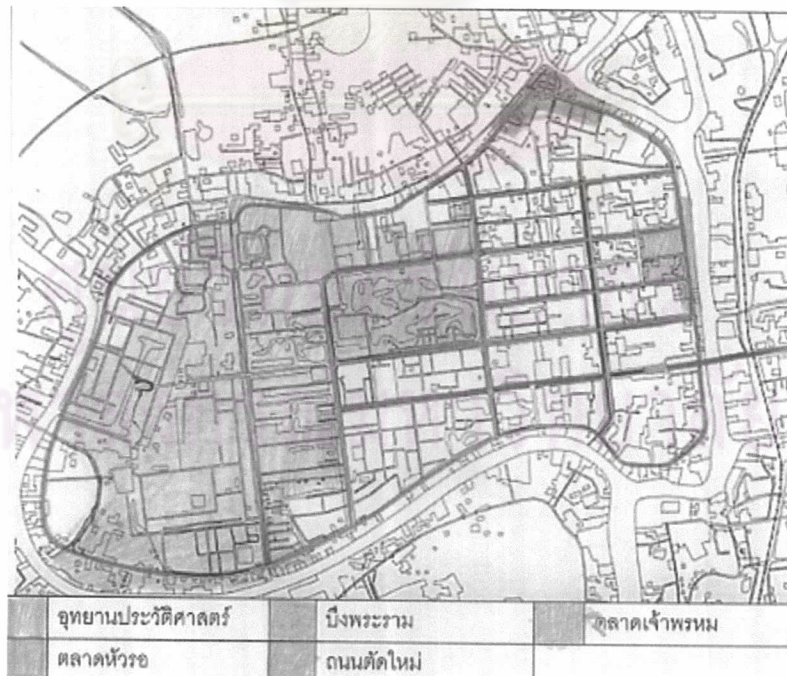 อุทยานประวัติศาสตร์ บึงพระราม ตลาดเจ้าพรหม
ตลาดหัวรอ ถนนตัดใหม่